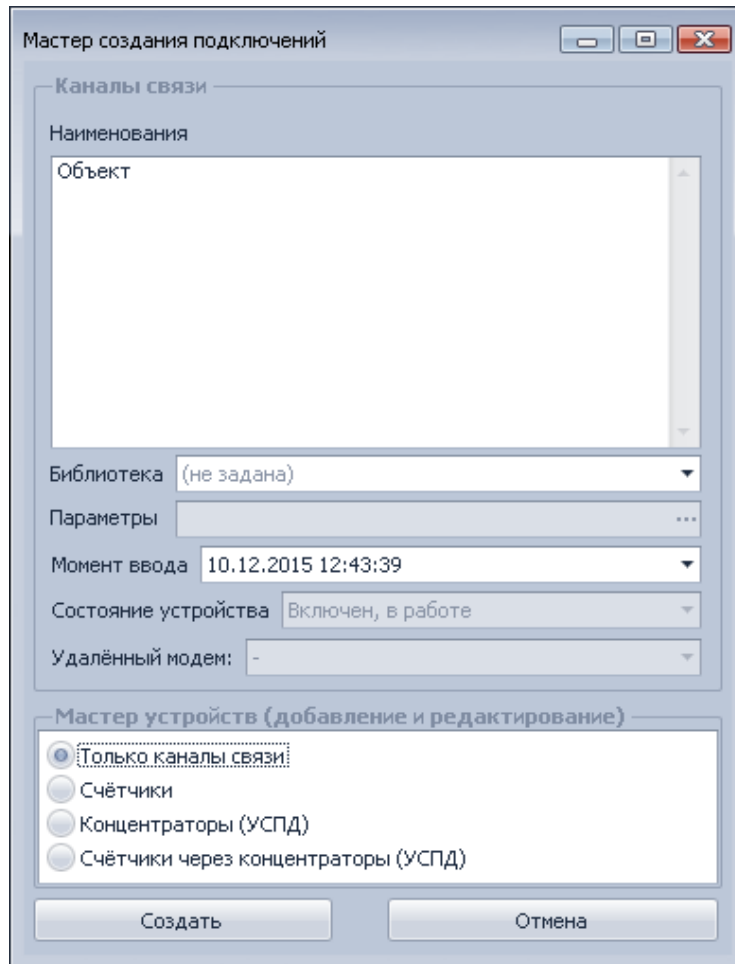 Мастер создания подключений
Каналы связи
Наименования
Объект
Библиотека (не задана)
Параметры ...
Момент ввода 10.12.2015 12:43:39
Состояние устройства Включен, в работе
Удалённый модем: -
Мастер устройств (добавление и редактирование)
Только каналы связи
Счётчики
Концентраторы (УСПД)
Счётчики через концентраторы (УСПД)
Создать Отмена